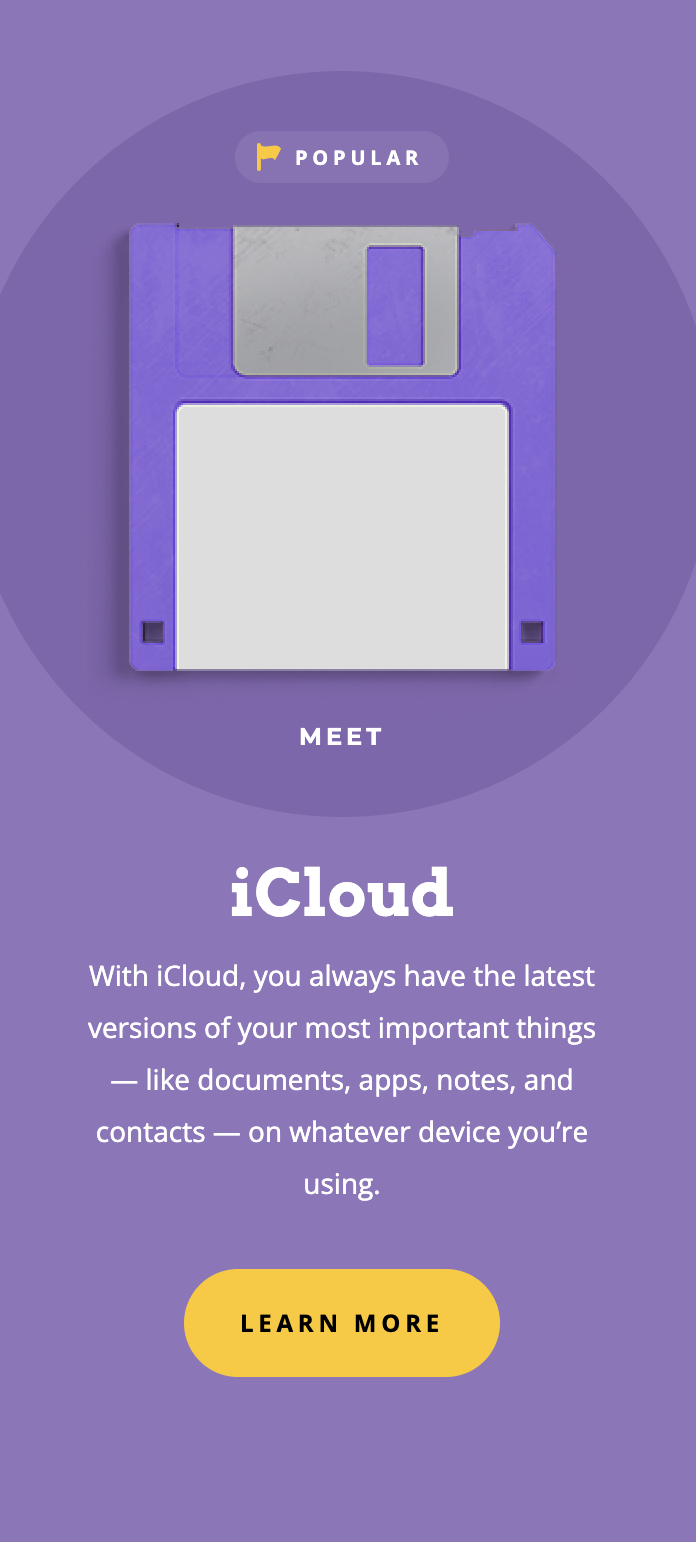 POPULAR
MEET
iCloud
With iCloud, you always have the latest
versions of your most important things
— like documents, apps, notes, and
contacts — on whatever device you’re
using.
LEARN MORE